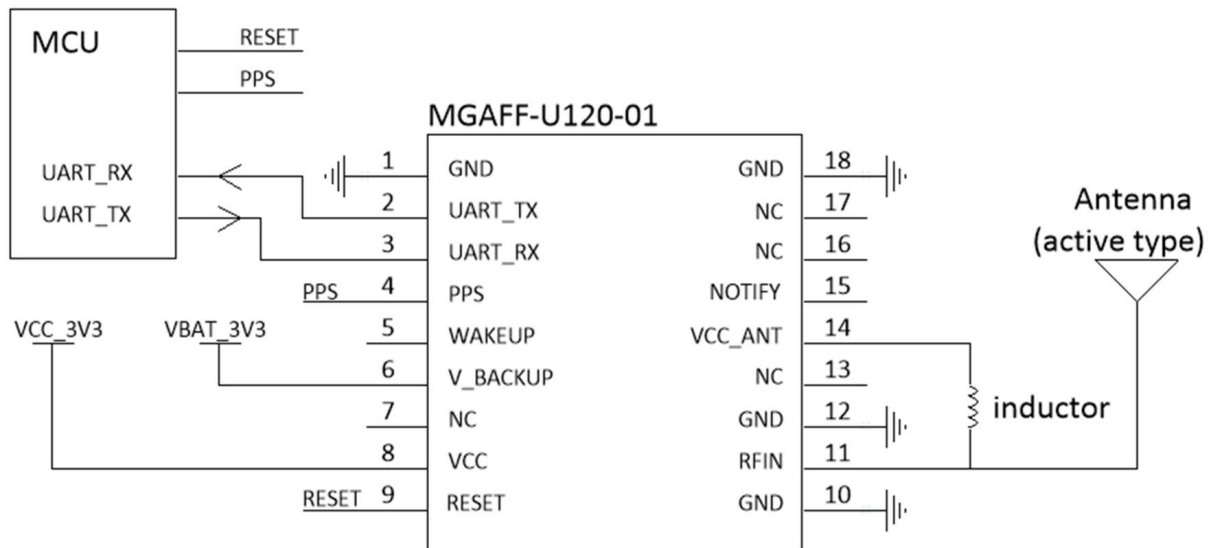 MCU
RESET
PPS
UART_RX
UART_TX
MGAFF-U120-01
1 GND GND 18
2 UART_TX NC 17
3 UART_RX NC 16
PPS 4 PPS NOTIFY 15
5 WAKEUP VCC_ANT 14
6 V_BACKUP NC 13
7 NC GND 12
8 VCC RFIN 11
RESET 9 RESET GND 10
VCC_3V3 VBAT_3V3
Antenna
(active type)
inductor